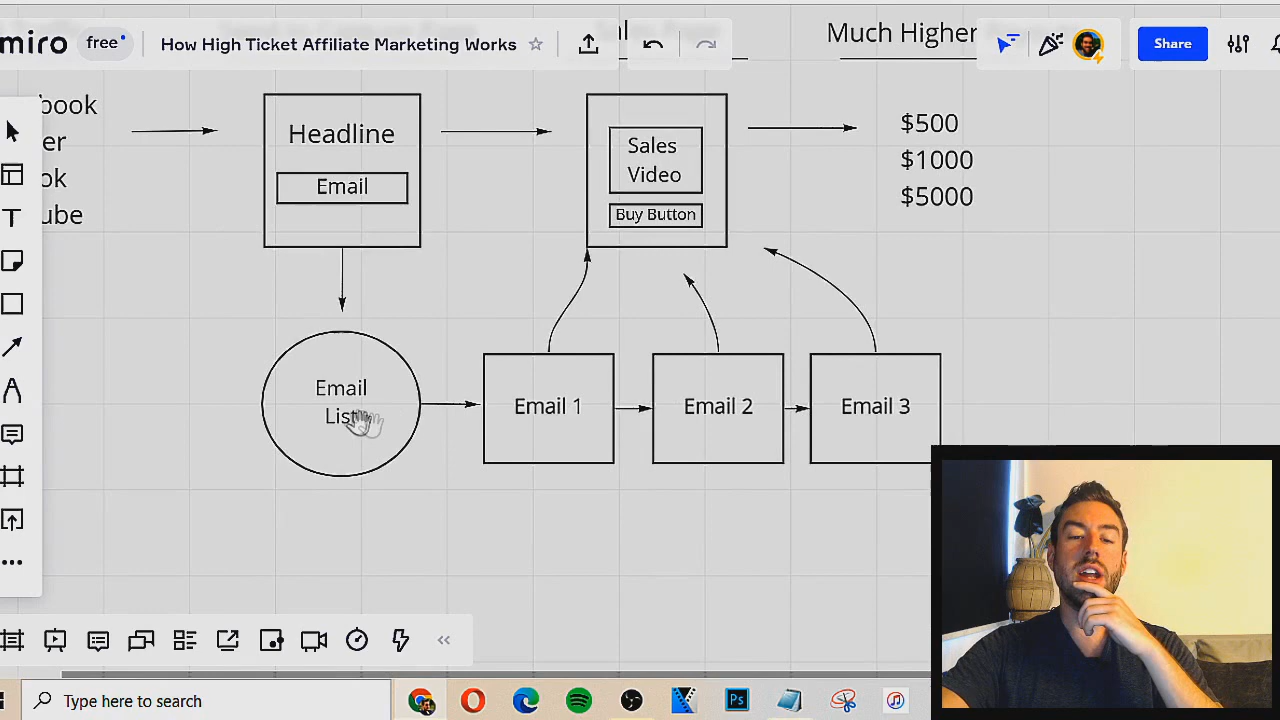 miro
free
How High Ticket Affiliate Marketing Works
Much Higher
Share
book
er
ok
ube
Headline
Email
Sales
Video
Buy Button
$500
$1000
$5000
Email
List
Email 1
Email 2
Email 3
Type here to search